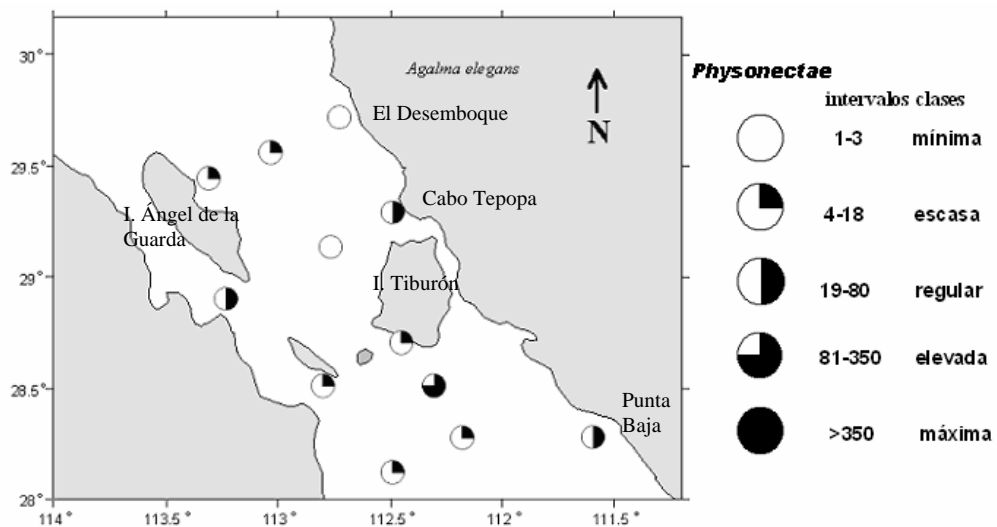 30°
29.5°
29°
28.5°
28°
114
113.5 °
113°
112.5 °
112°
111.5°
Agalma elegans
N
El Desemboque
Cabo Tepopa
I. Ángel de la
Guarda
I. Tiburón
Punta
Baja
Physonectae
intervalos clases
1-3 mínima
4-18 escasa
19-80 regular
81-350 elevada
>350 máxima